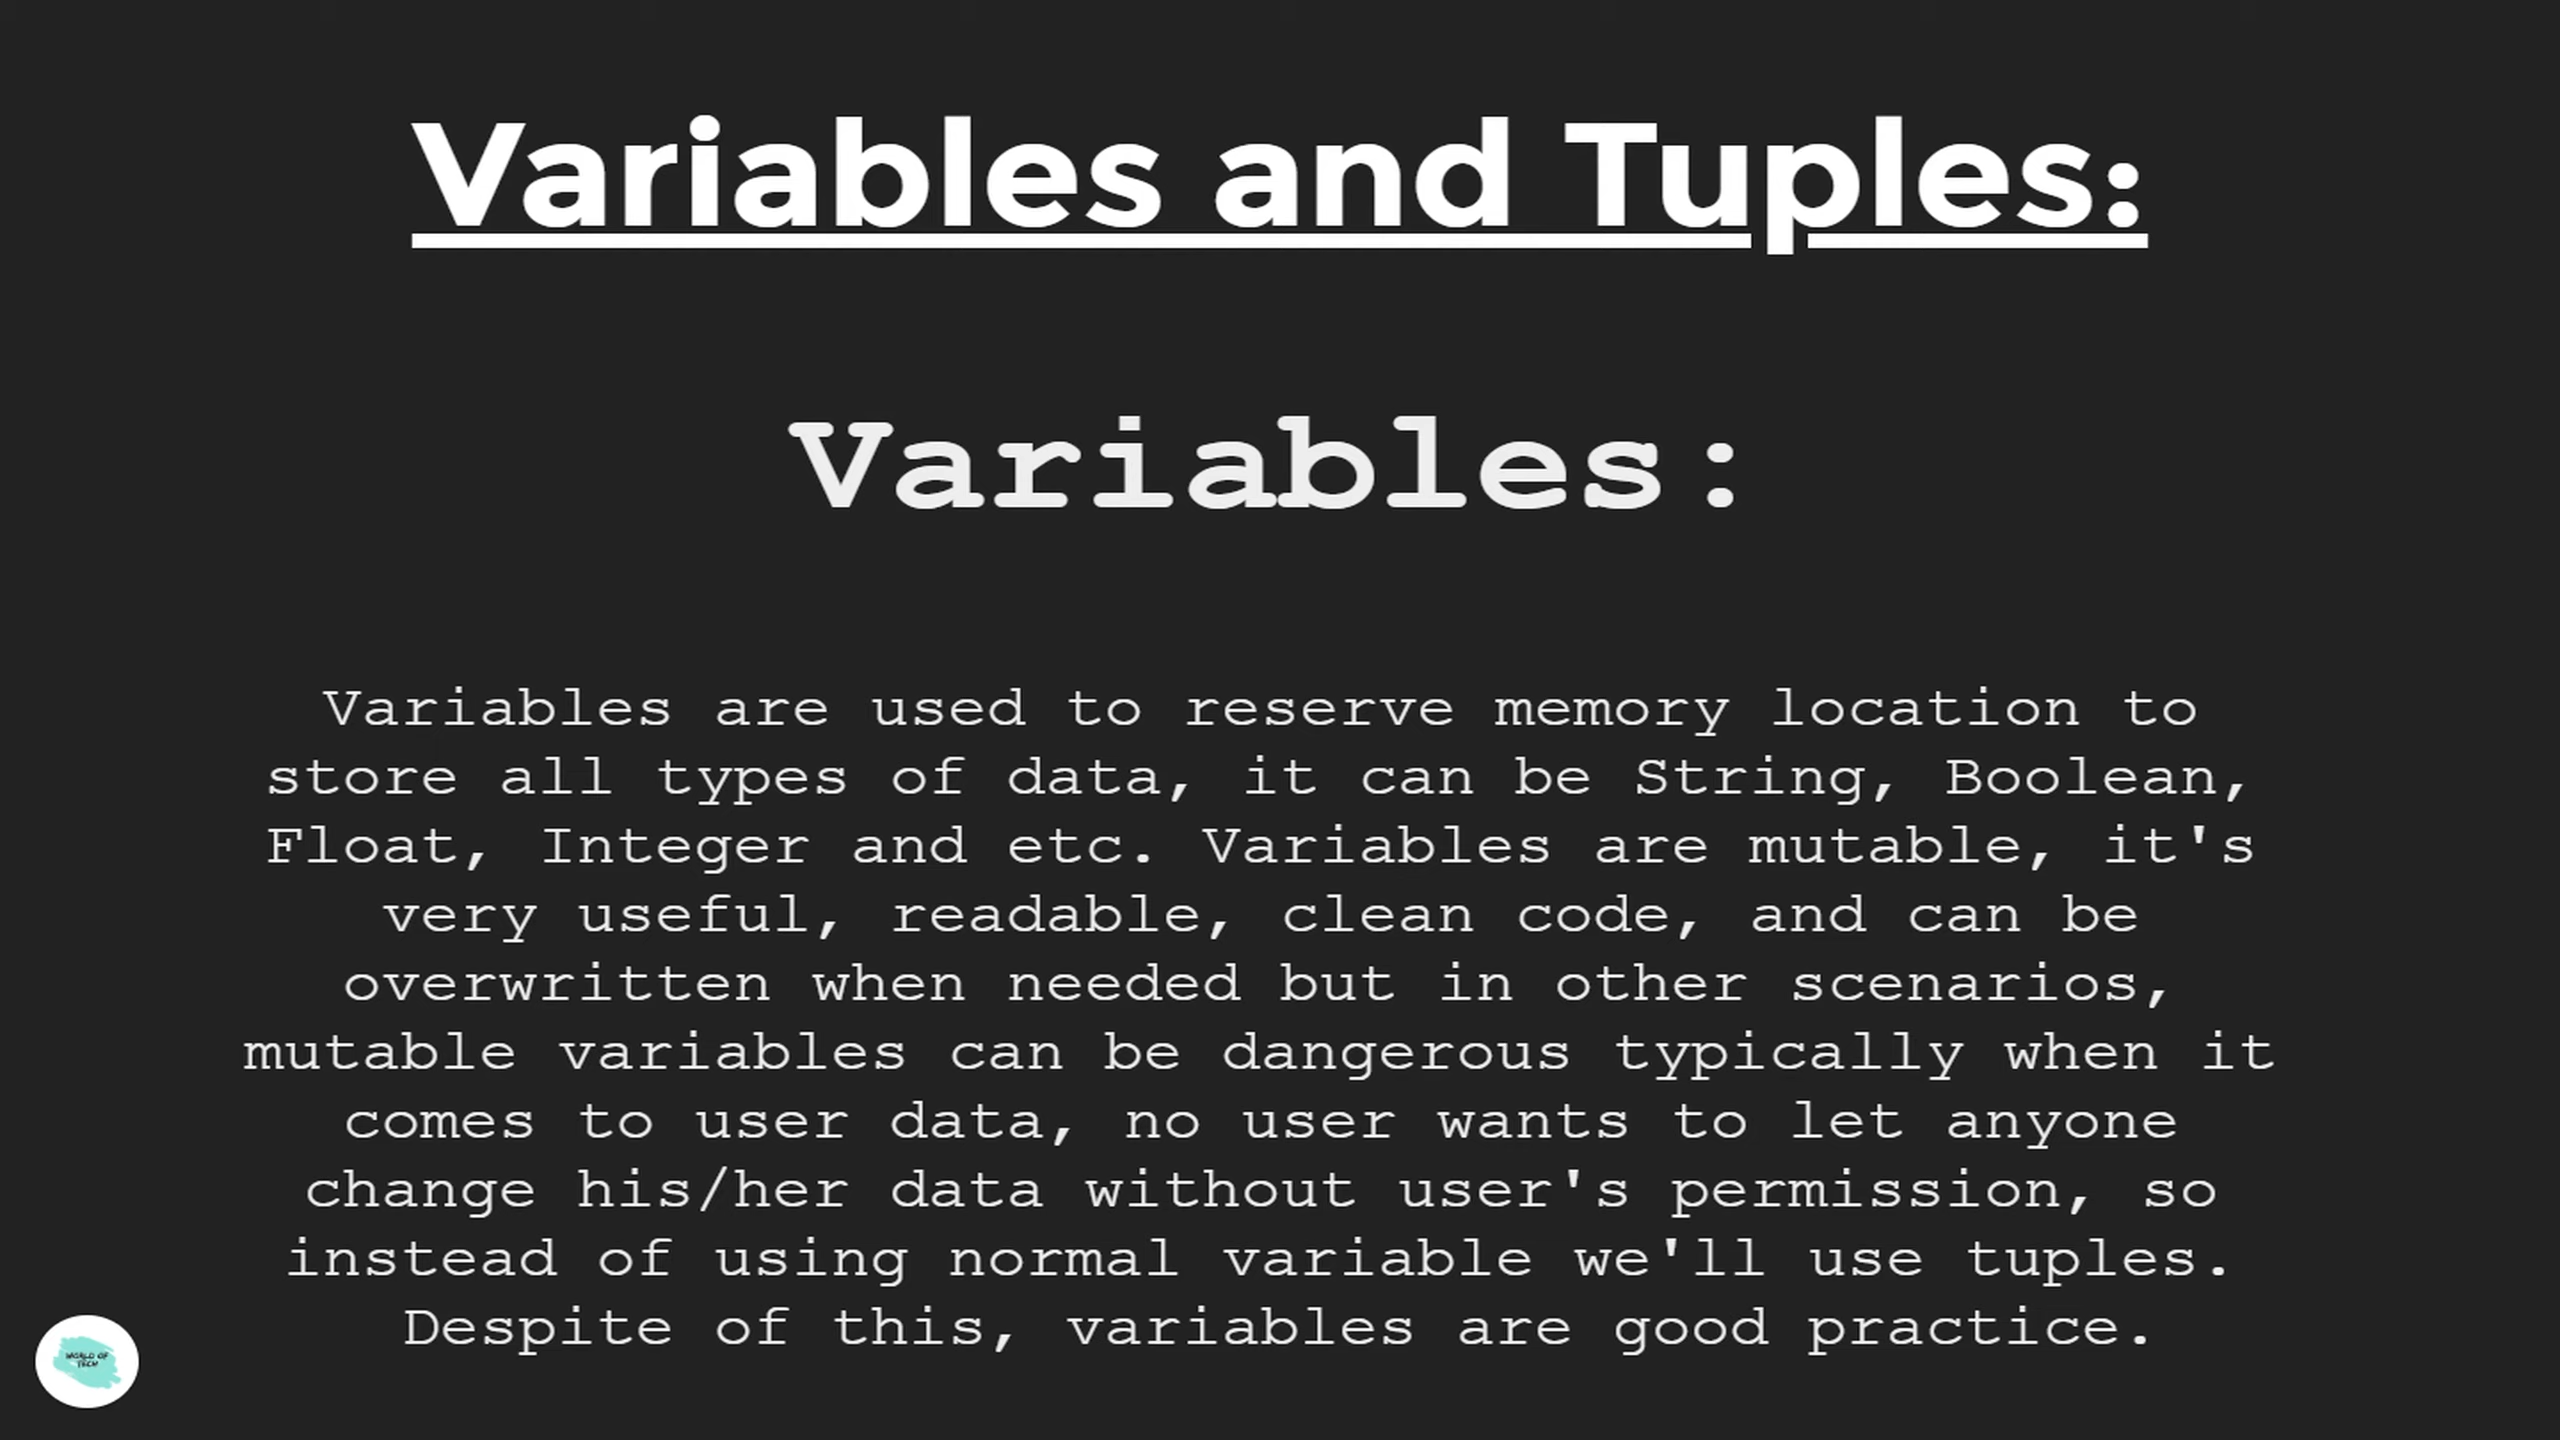 Variables and Tuples:
Variables:
Variables are used to reserve memory location to
store all types of data, it can be String, Boolean,
Float, Integer and etc. Variables are mutable, it's
very useful, readable, clean code, and can be
overwritten when needed but in other scenarios,
mutable variables can be dangerous typically when it
comes to user data, no user wants to let anyone
change his/her data without user's permission, so
instead of using normal variable we'll use tuples.
Despite of this, variables are good practice.
WORLD OF
TECH